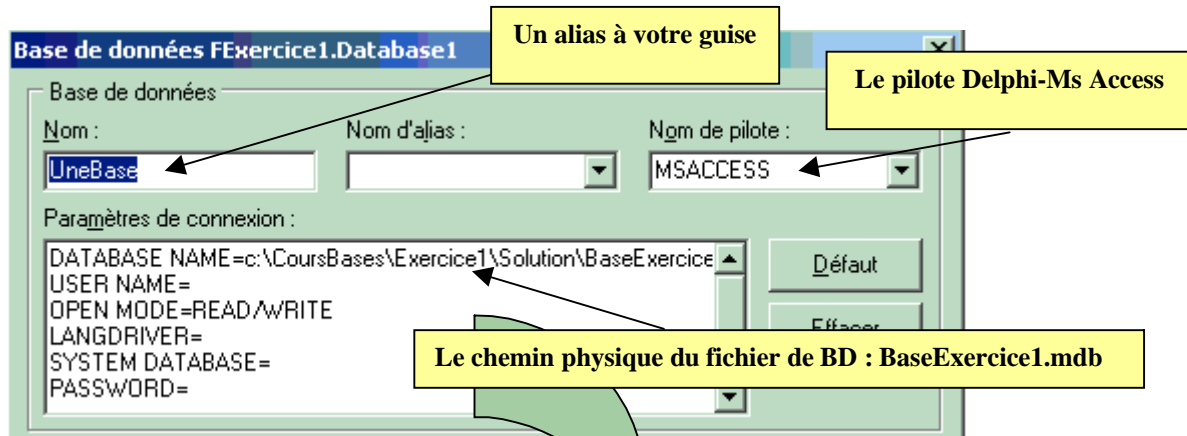 Un alias à votre guise
Base de données FExercice1.Database1
Le pilote Delphi-Ms Access
Base de données
Nom :
Nom d'alias :
Nom de pilote :
UneBase
MSACCESS
Paramètres de connexion :
DATABASE NAME=c:\CoursBases\Exercice1\Solution\BaseExercice
USER NAME=
OPEN MODE=READ/WRITE
LANGDRIVER=
SYSTEM DATABASE=
PASSWORD=
Défaut
Effacer
Le chemin physique du fichier de BD : BaseExercice1.mdb